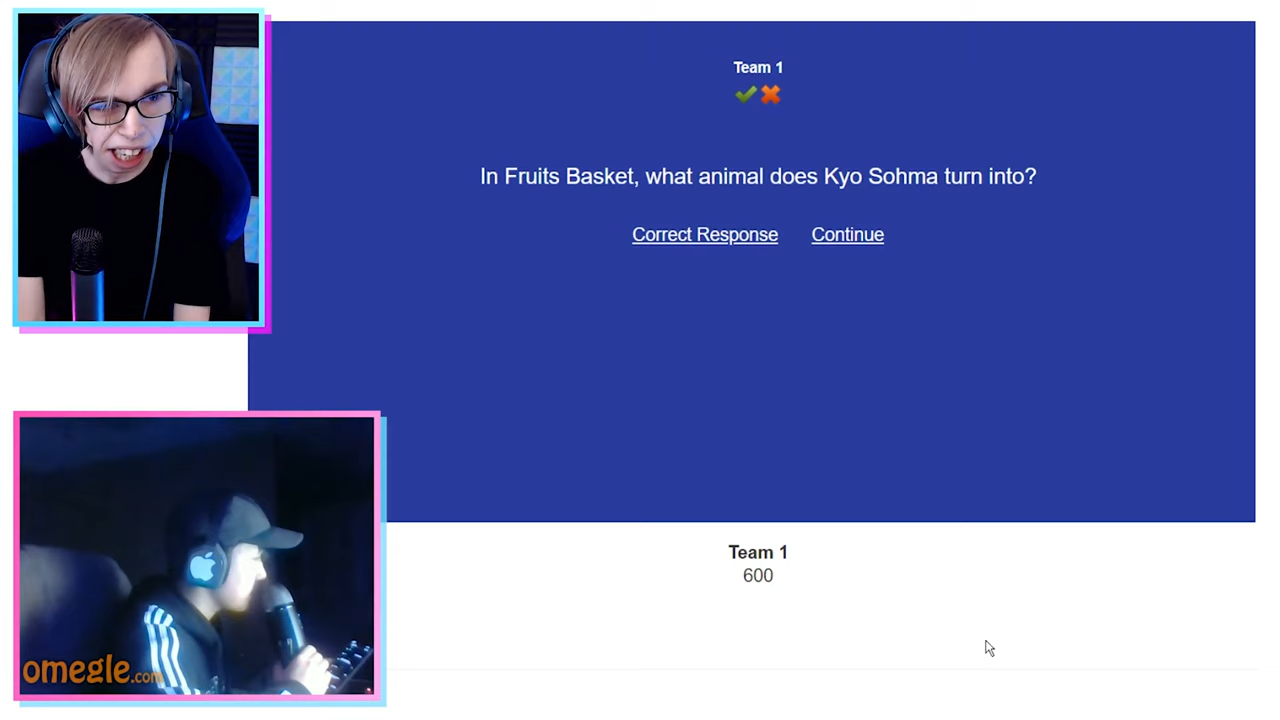 Team 1
In Fruits Basket, what animal does Kyo Sohma turn into?
Correct Response Continue
Team 1
600
omegle.com